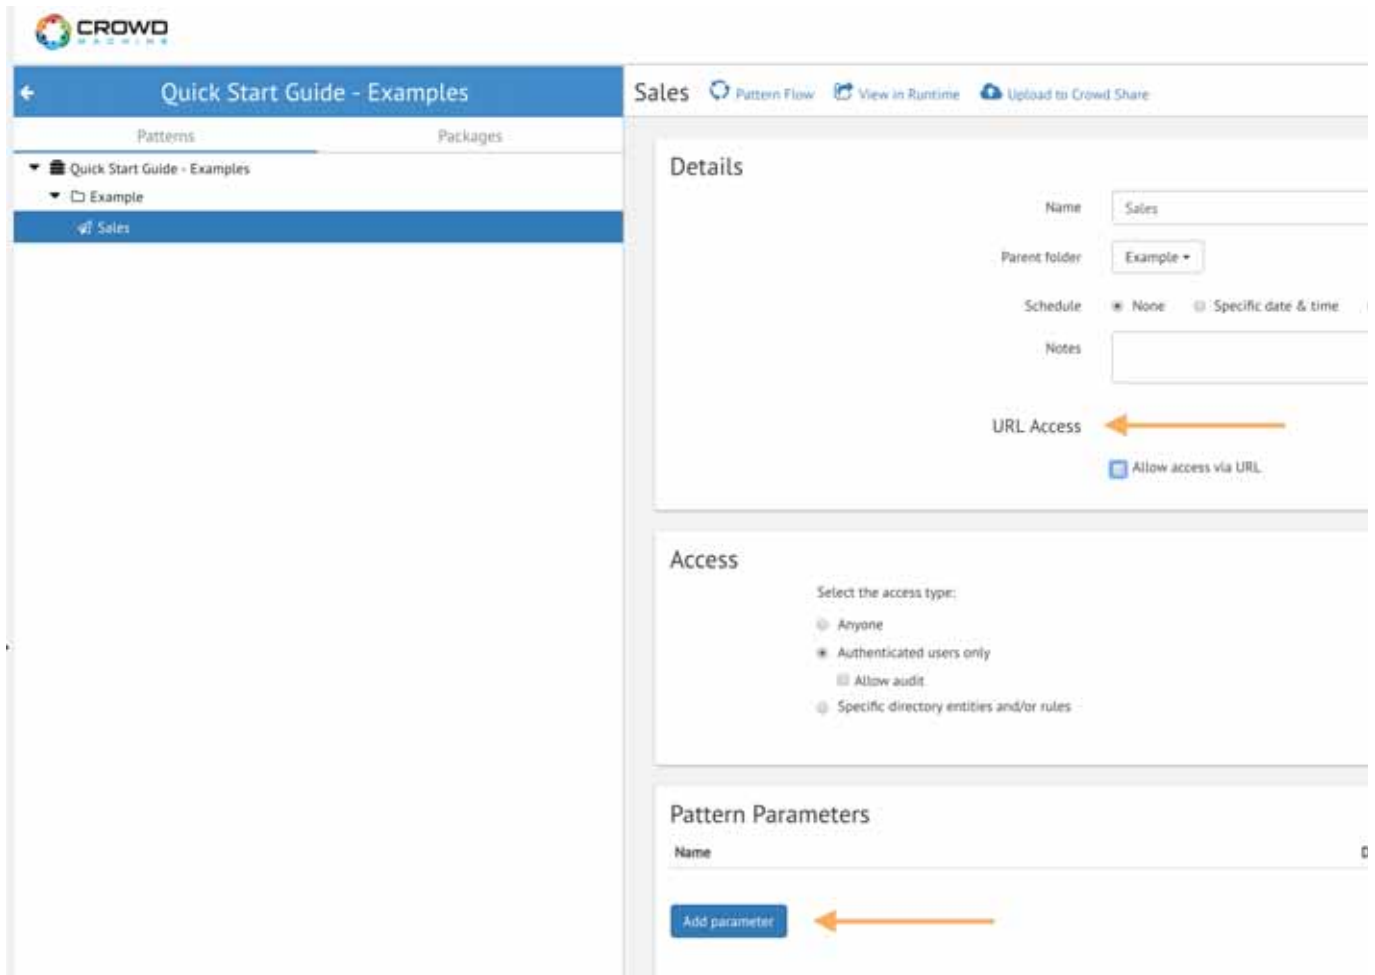 CROWD
MACHINE
Quick Start Guide - Examples
Patterns Packages
Quick Start Guide - Examples
Example
Sales
Sales Pattern Flow View in Runtime Upload to Crowd Share
Details
Name Sales
Parent folder Example
Schedule None Specific date & time
Notes
URL Access
Allow access via URL
Access
Select the access type:
Anyone
Authenticated users only
Allow audit
Specific directory entities and/or rules
Pattern Parameters
Name D
Add parameter